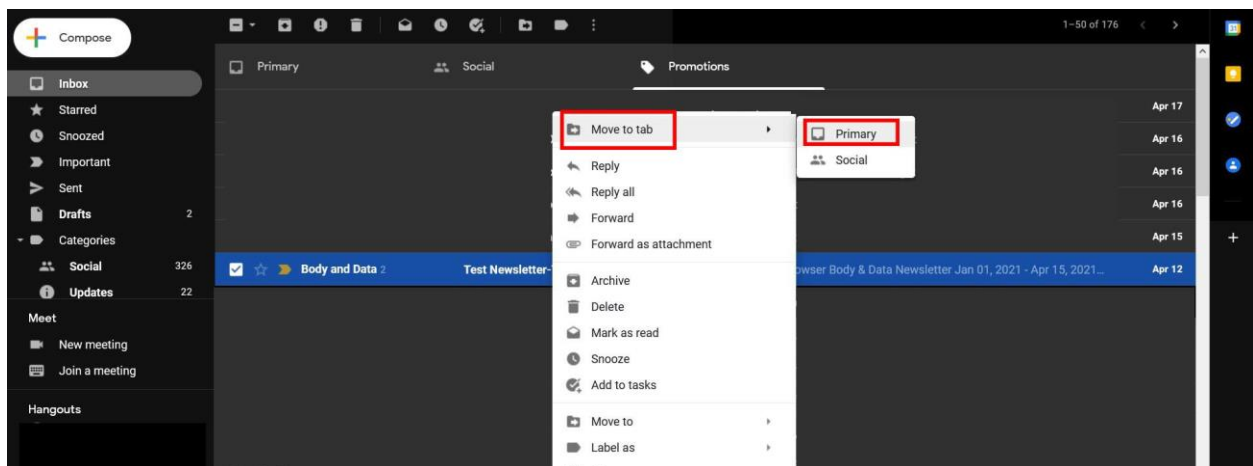 Compose
1–50 of 176
31
Primary
Social
Promotions
Inbox
Starred
Snoozed
Important
Sent
Drafts 2
Categories
Social 326
Updates 22
Meet
New meeting
Join a meeting
Hangouts
Apr 17
Apr 16
Apr 16
Apr 16
Apr 15
Body and Data 2 Test Newsletter- Body & Data Newsletter Jan 01, 2021 - Apr 15, 2021... Apr 12
Move to tab
Reply
Reply all
Forward
Forward as attachment
Archive
Delete
Mark as read
Snooze
Add to tasks
Move to
Label as
Primary
Social